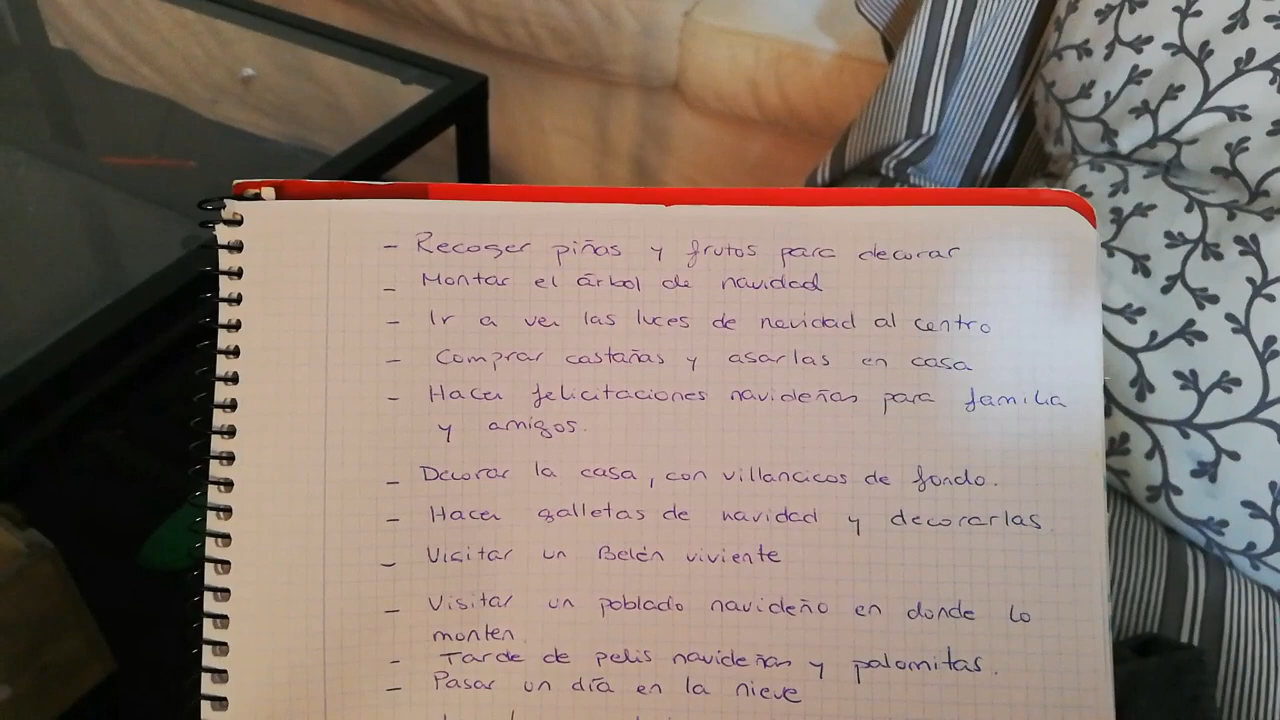 - Recoger piñas y frutos para decorar
- Montar el árbol de navidad
- Ir a ver las luces de navidad al centro
- Comprar castañas y asarlas en casa
- Hacer felicitaciones navideñas para familia
y amigos.
- Decorar la casa, con villancicos de fondo.
- Hacer galletas de navidad y decorarlas.
- Visitar un Belén viviente
- Visitar un poblado navideño en donde lo
monten.
- Tarde de pelis navideñas y palomitas.
- Pasar un día en la nieve